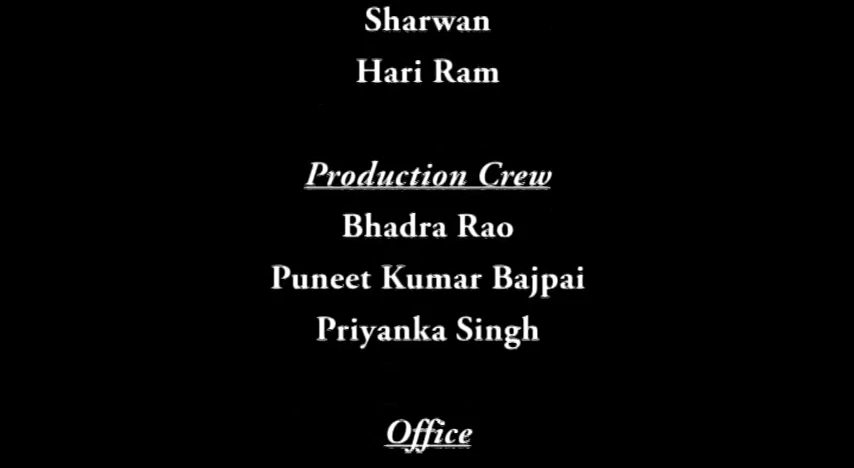 Sharwan
Hari Ram
Production Crew
Bhadra Rao
Puneet Kumar Bajpai
Priyanka Singh
Office